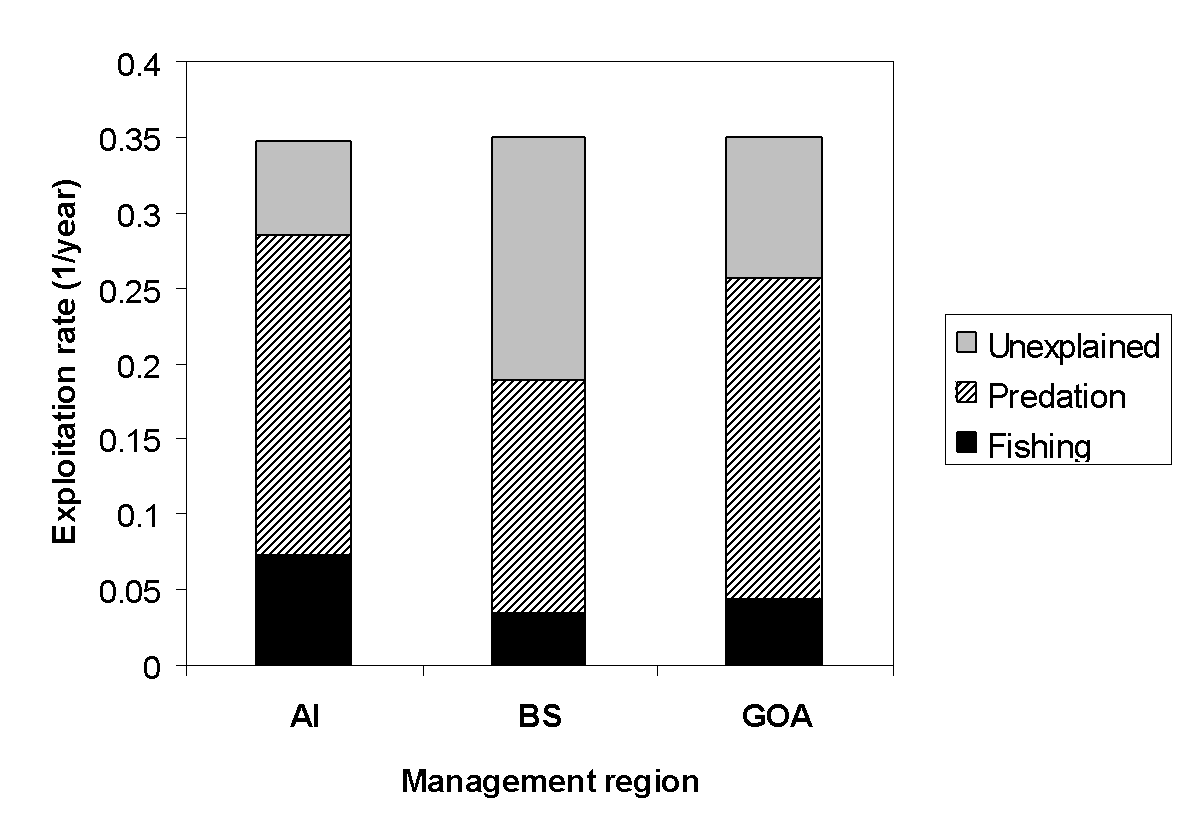 Exploitation rate (1/year)
0.4
0.35
0.3
0.25
0.2
0.15
0.1
0.05
0
AI BS GOA
Management region
Unexplained
Predation
Fishing